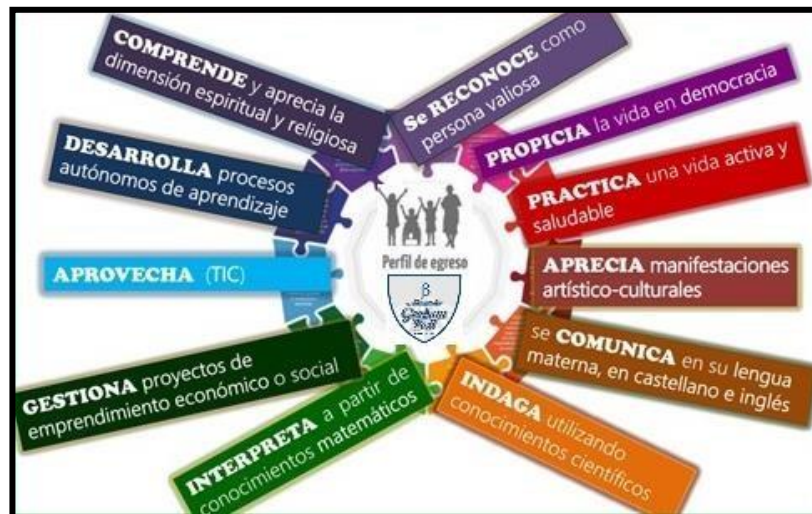 Se RECONOCE como
persona valiosa
PROPICIA la vida en democracia
PRACTICA una vida activa y
saludable
APRECIA manifestaciones
artístico-culturales
se COMUNICA en su lengua
materna, en castellano e inglés
INDAGA utilizando
conocimientos científicos
INTERPRETA a partir de
conocimientos matemáticos
GESTIONA proyectos de
emprendimiento económico o social
APROVECHA (TIC)
DESARROLLA procesos
autónomos de aprendizaje
COMPRENDE y aprecia la
dimensión espiritual y religiosa
Perfil de egreso
β
Graham
Bell